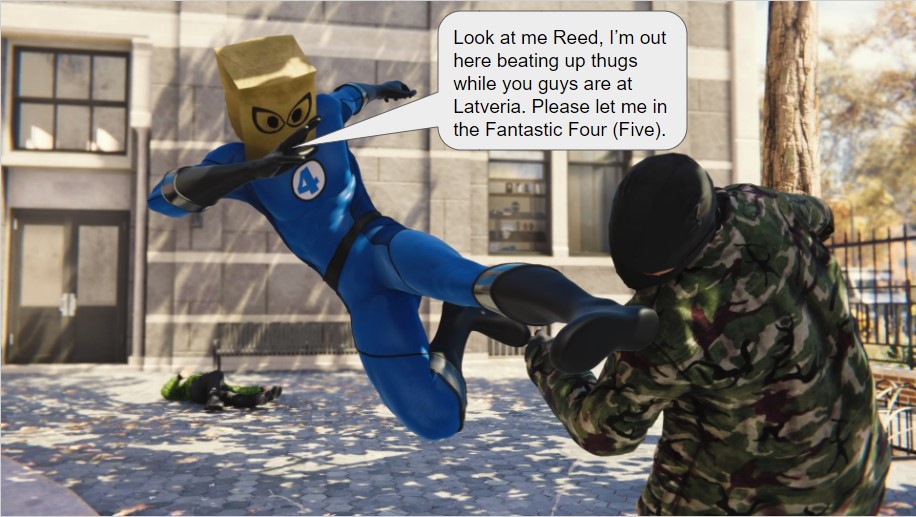 Look at me Reed, I’m out
here beating up thugs
while you guys are at
Latveria. Please let me in
the Fantastic Four (Five).
4